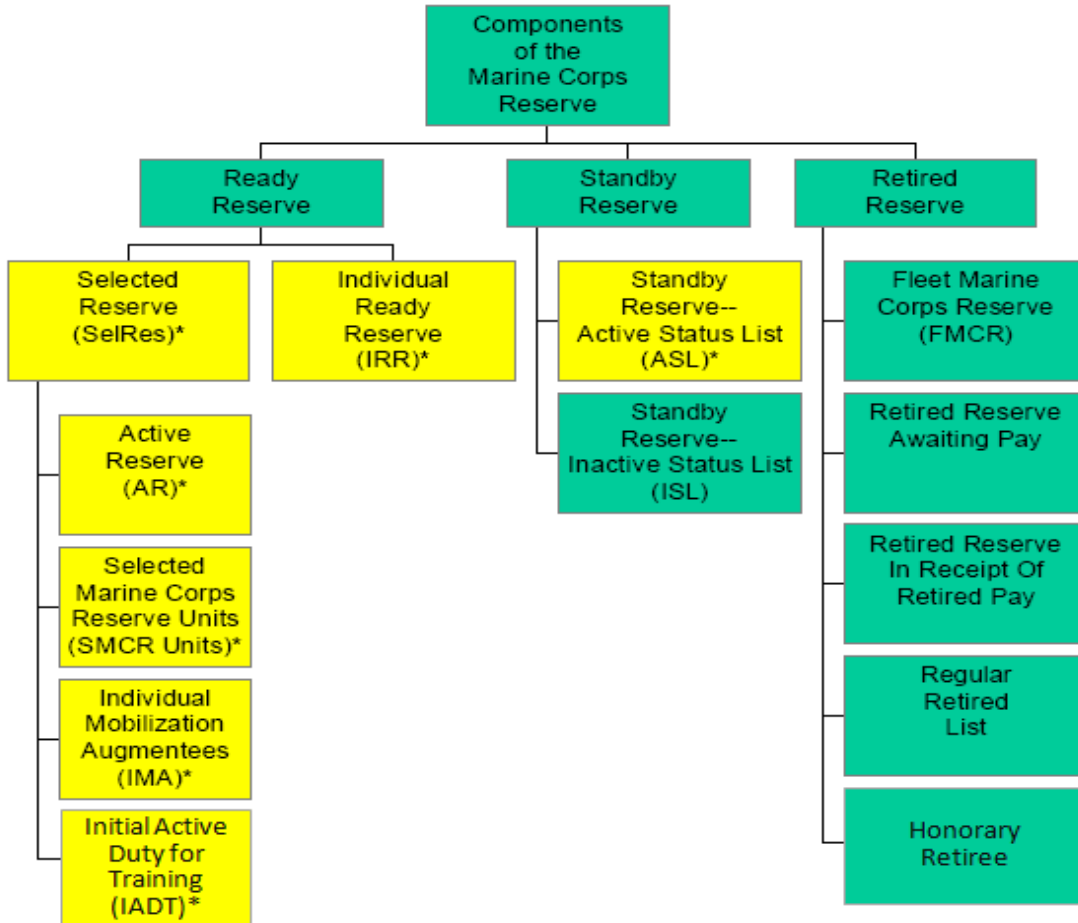 Components
of the
Marine Corps
Reserve
Ready
Reserve
Standby
Reserve
Retired
Reserve
Selected
Reserve
(SelRes)*
Individual
Ready
Reserve
(IRR)*
Standby
Reserve--
Active Status List
(ASL)*
Fleet Marine
Corps Reserve
(FMCR)
Active
Reserve
(AR)*
Standby
Reserve--
Inactive Status List
(ISL)
Retired Reserve
Awaiting Pay
Selected
Marine Corps
Reserve Units
(SMCR Units)*
Retired Reserve
In Receipt Of
Retired Pay
Individual
Mobilization
Augmentees
(IMA)*
Regular
Retired
List
Initial Active
Duty for
Training
(IADT)*
Honorary
Retiree